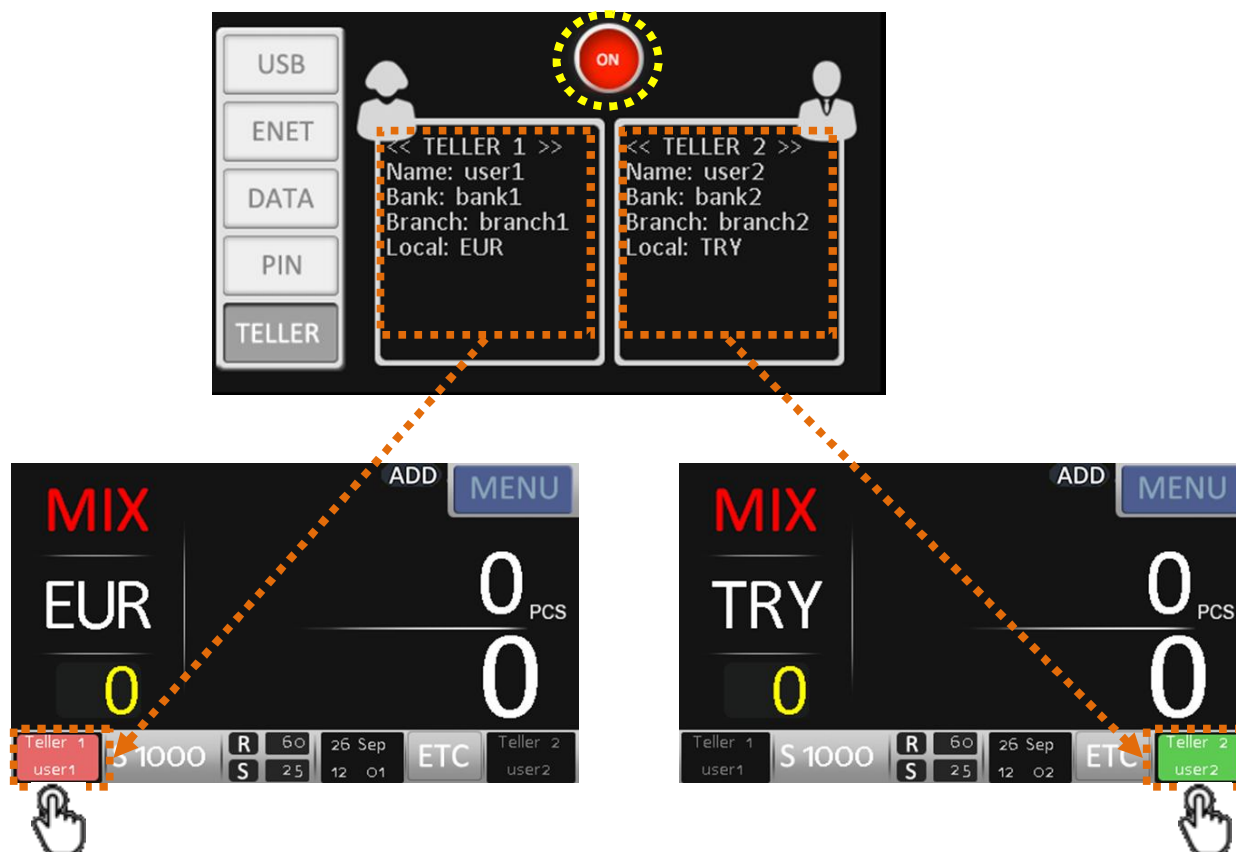 USB
ENET
DATA
PIN
TELLER
ON
<< TELLER 1 >>
Name: user1
Bank: bank1
Branch: branch1
Local: EUR
<< TELLER 2 >>
Name: user2
Bank: bank2
Branch: branch2
Local: TRY
MIX
ADD
MENU
EUR
0 PCS
0
0
Teller 1
user1
S 1000
R 60
S 25
26 Sep
12 01
ETC
Teller 2
user2
MIX
ADD
MENU
TRY
0 PCS
0
0
Teller 1
user1
S 1000
R 60
S 25
26 Sep
12 02
ETC
Teller 2
user2